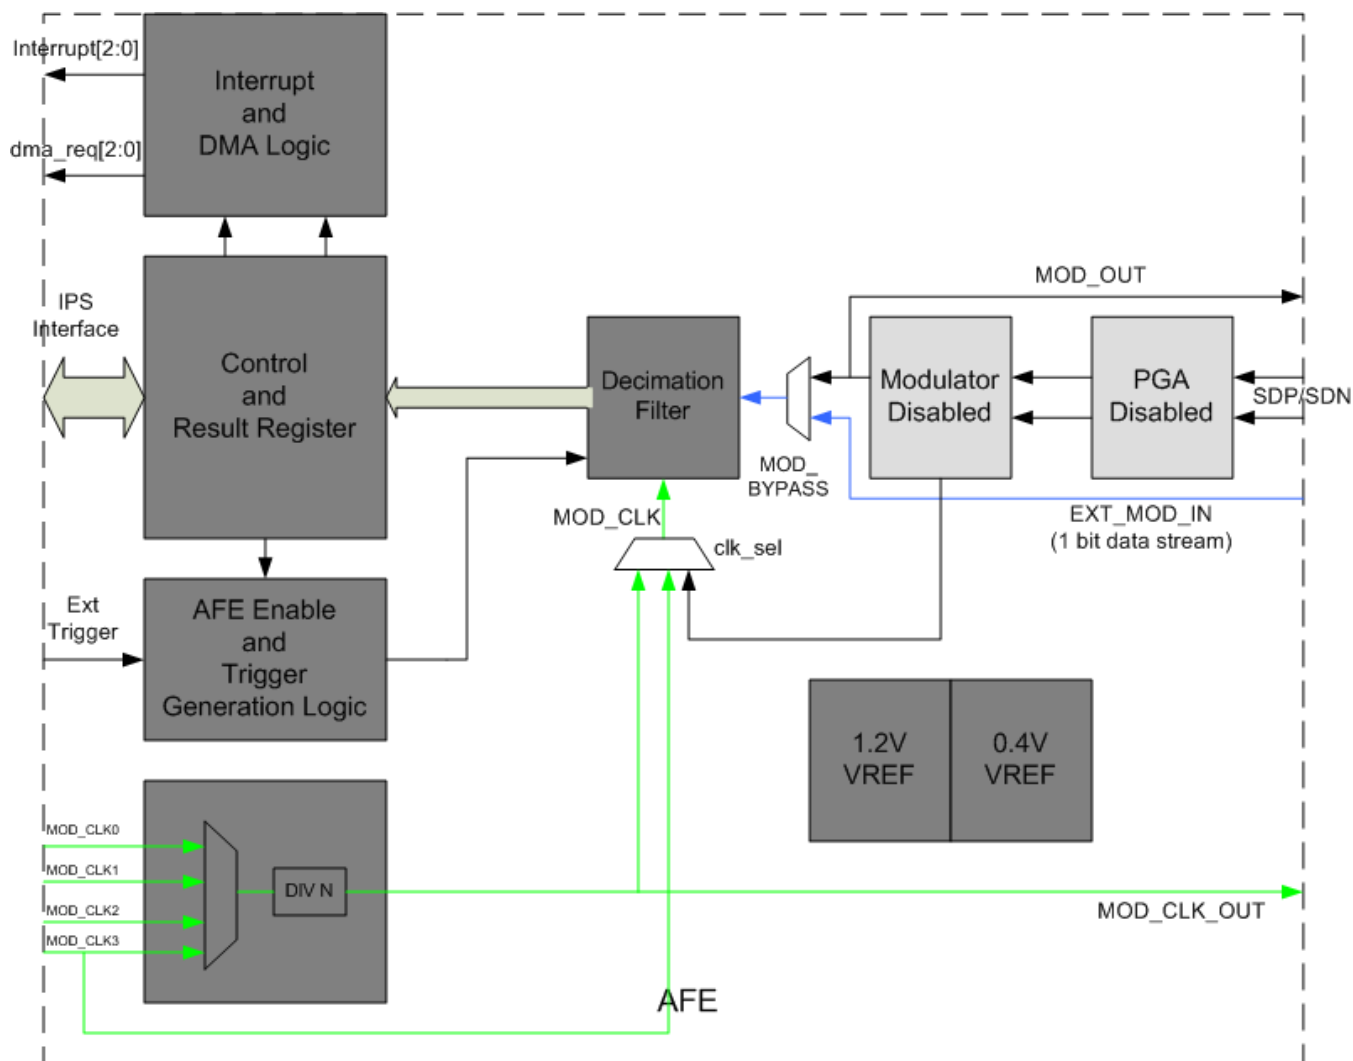 Interrupt[2:0]
dma_req[2:0]
Interrupt
and
DMA Logic
IPS
Interface
Control
and
Result Register
Decimation
Filter
MOD_OUT
Modulator
Disabled
PGA
Disabled
SDP/SDN
MOD_
BYPASS
EXT_MOD_IN
(1 bit data stream)
MOD_CLK
clk_sel
Ext
Trigger
AFE Enable
and
Trigger
Generation Logic
1.2V
VREF
0.4V
VREF
MOD_CLK0
MOD_CLK1
MOD_CLK2
MOD_CLK3
DIV N
MOD_CLK_OUT
AFE